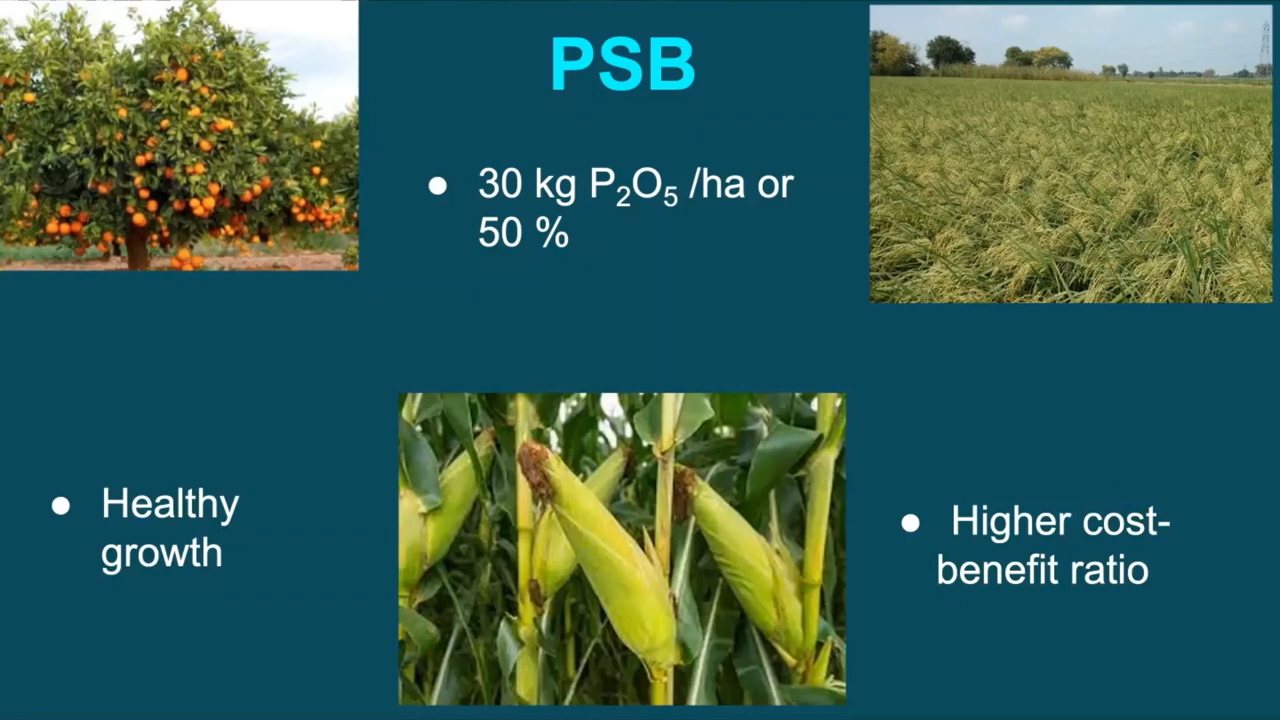 PSB
● 30 kg P₂O₅ /ha or
50 %
● Healthy
growth
● Higher cost-
benefit ratio